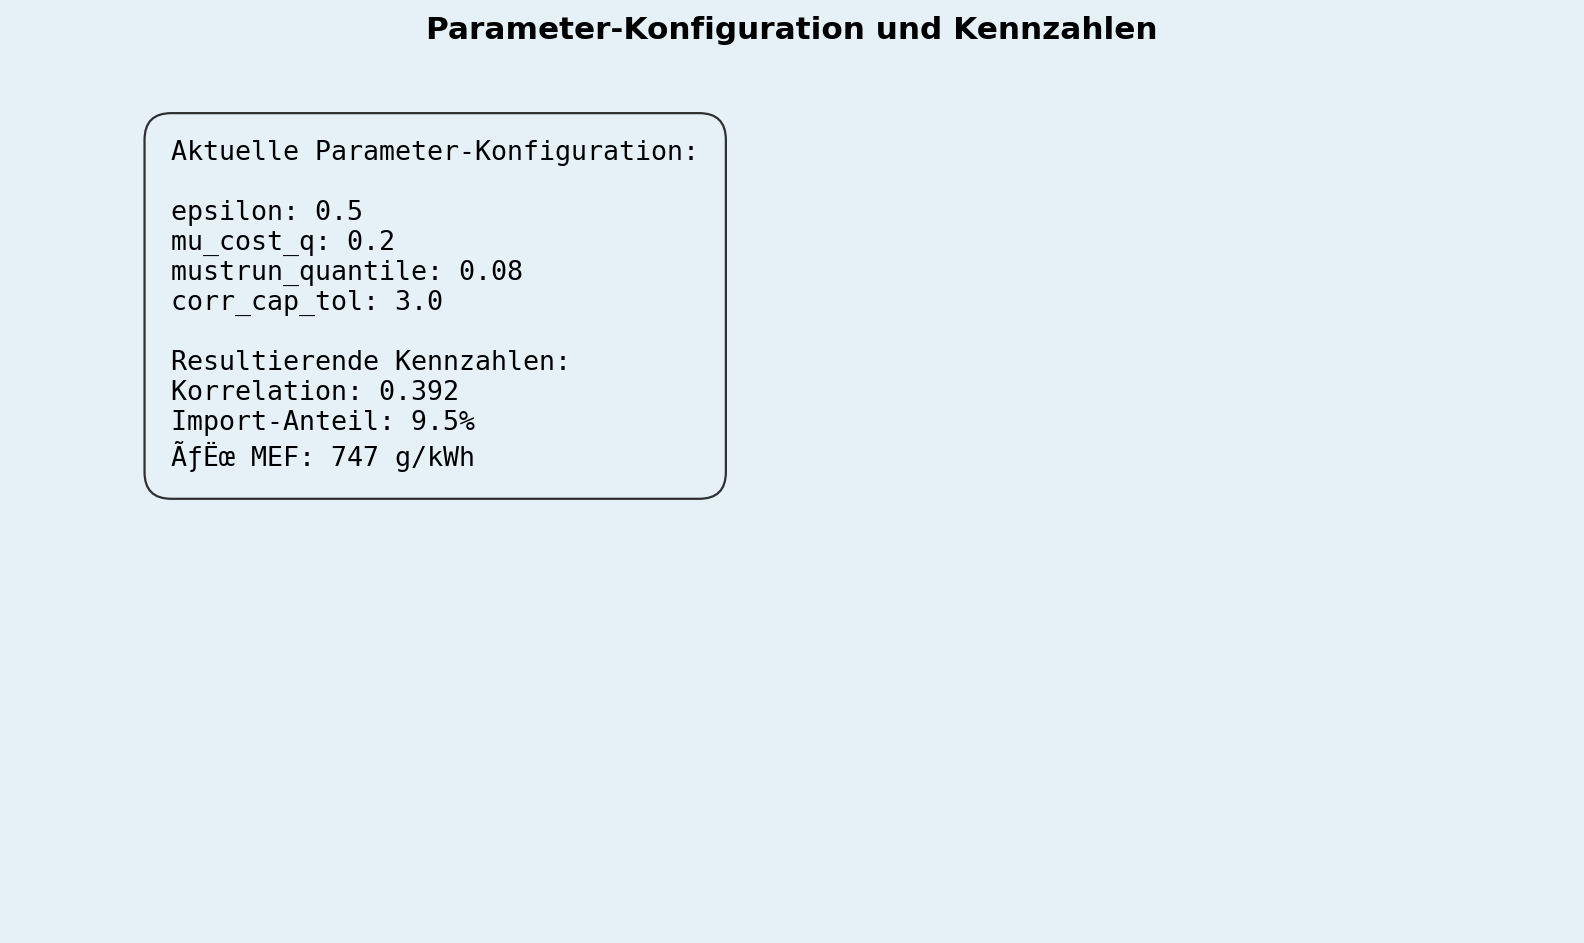 Parameter-Konfiguration und Kennzahlen
Aktuelle Parameter-Konfiguration:
epsilon: 0.5
mu_cost_q: 0.2
mustrun_quantile: 0.08
corr_cap_tol: 3.0
Resultierende Kennzahlen:
Korrelation: 0.392
Import-Anteil: 9.5%
ÃƒËœ MEF: 747 g/kWh